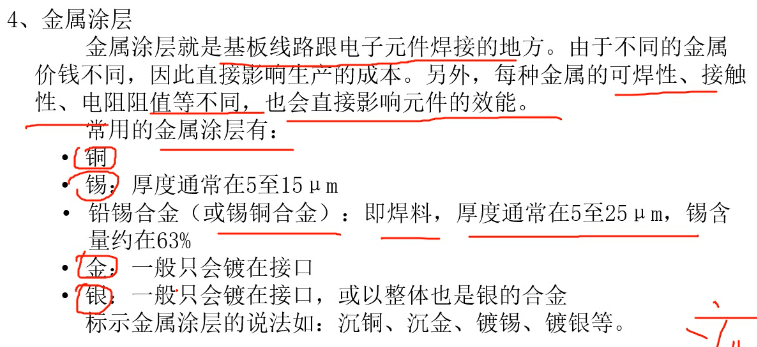 4、金属涂层
金属涂层就是基板线路跟电子元件焊接的地方。由于不同的金属
价钱不同，因此直接影响生产的成本。另外，每种金属的可焊性、接触
性、电阻阻值等不同，也会直接影响元件的效能。
常用的金属涂层有：
• 铜
• 锡：厚度通常在5至15μm
• 铅锡合金（或锡铜合金）：即焊料，厚度通常在5至25μm，锡含
量约在63%
• 金：一般只会镀在接口
• 银：一般只会镀在接口，或以整体也是银的合金
标示金属涂层的说法如：沉铜、沉金、镀锡、镀银等。